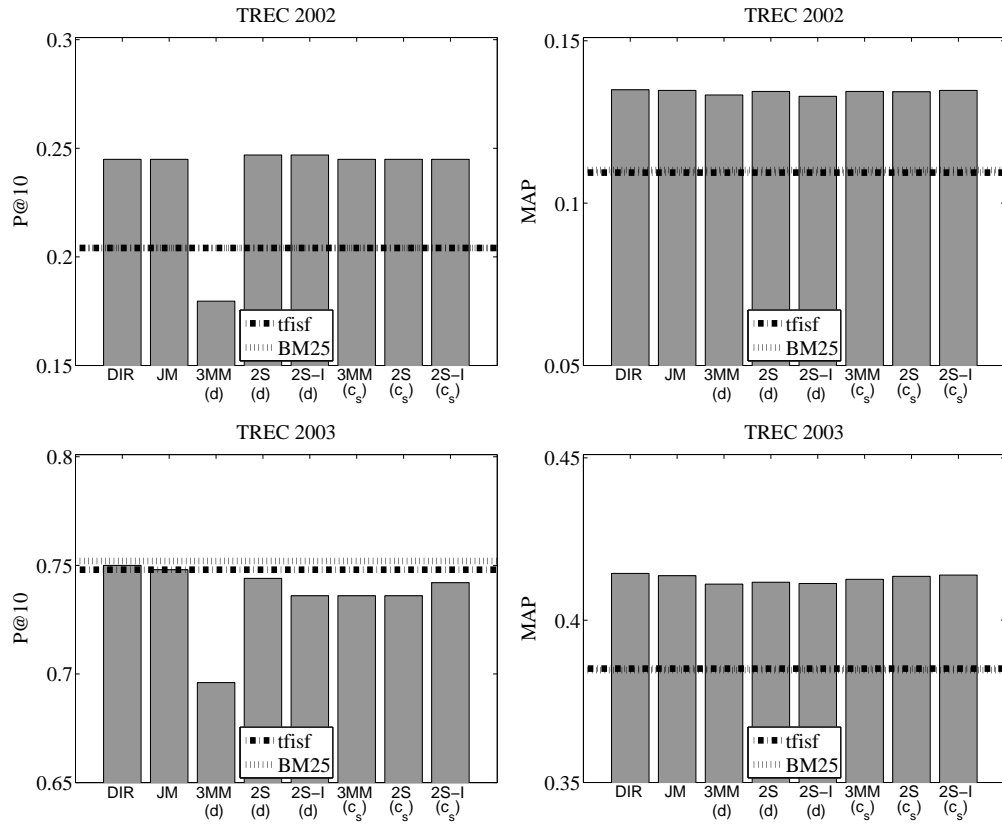 TREC 2002
0.3
0.25
0.2
0.15
P@10
tfisf
BM25
DIR JM 3MM 2S 2S−I 3MM 2S 2S−I
(d) (d) (d) (c_s) (c_s) (c_s)
TREC 2002
0.15
0.1
0.05
MAP
tfisf
BM25
DIR JM 3MM 2S 2S−I 3MM 2S 2S−I
(d) (d) (d) (c_s) (c_s) (c_s)
TREC 2003
0.8
0.75
0.7
0.65
P@10
tfisf
BM25
DIR JM 3MM 2S 2S−I 3MM 2S 2S−I
(d) (d) (d) (c_s) (c_s) (c_s)
TREC 2003
0.45
0.4
0.35
MAP
tfisf
BM25
DIR JM 3MM 2S 2S−I 3MM 2S 2S−I
(d) (d) (d) (c_s) (c_s) (c_s)